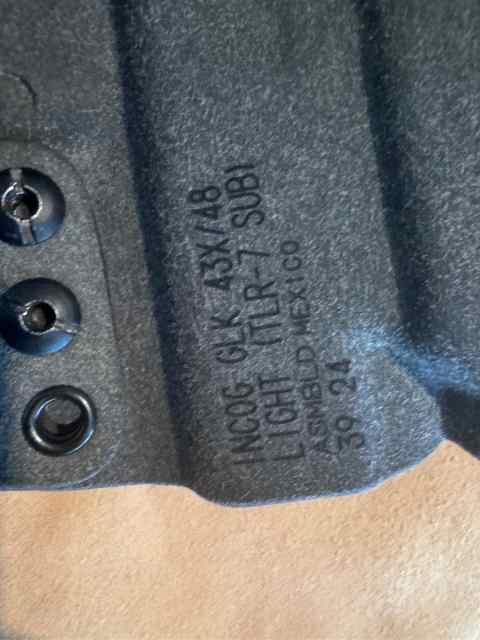 INCOG GLK 43X/48
LIGHT (TLR-7 SUB)
ASMBLD MEXICO
39 24